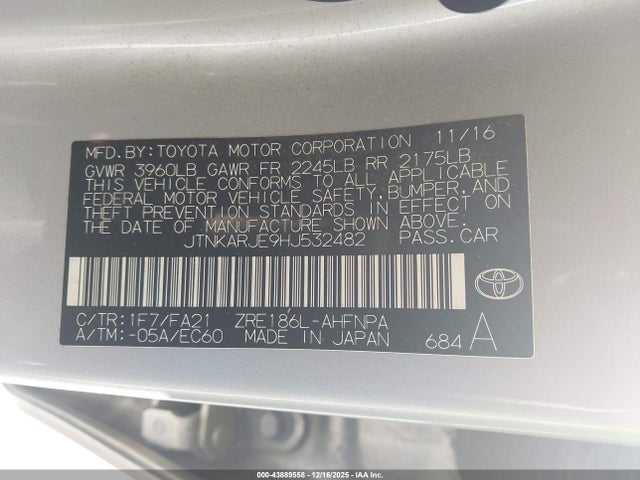 MFD.BY:TOYOTA MOTOR CORPORATION 11/16
GVWR 3960LB GAWR FR 2245LB RR 2175LB
THIS VEHICLE CONFORMS TO ALL APPLICABLE
FEDERAL MOTOR VEHICLE SAFETY, BUMPER, AND
THEFT PREVENTION STANDARDS IN EFFECT ON
THE DATE OF MANUFACTURE SHOWN ABOVE.
JTNKARJE9HJ532482 PASS.CAR
C/TR:1F7/FA21 ZRE186L-AHFNPA
A/TM:-05A/EC60 MADE IN JAPAN 684 A
000-43889558 - 12/16/2025 - IAAI, IPA